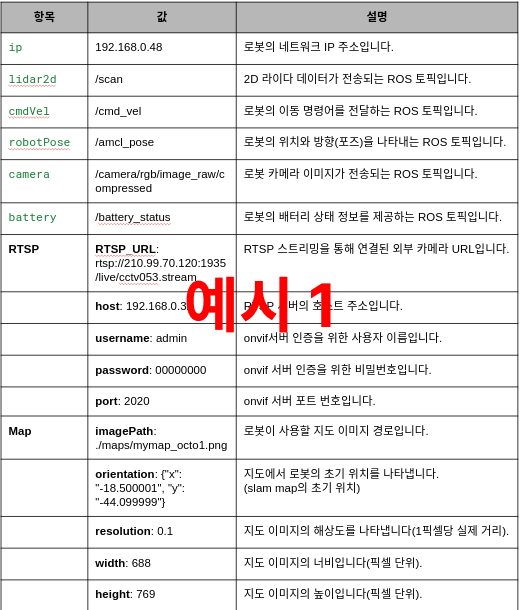 항목 값 설명
ip 192.168.0.48 로봇의 네트워크 IP 주소입니다.
lidar2d /scan 2D 라이다 데이터가 전송되는 ROS 토픽입니다.
cmdVel /cmd_vel 로봇의 이동 명령어를 전달하는 ROS 토픽입니다.
robotPose /amcl_pose 로봇의 위치와 방향(포즈)을 나타내는 ROS 토픽입니다.
camera /camera/rgb/image_raw/c 로봇 카메라 이미지가 전송되는 ROS 토픽입니다.
ompressed
battery /battery_status 로봇의 배터리 상태 정보를 제공하는 ROS 토픽입니다.
RTSP RTSP_URL: RTSP 스트리밍을 통해 연결된 외부 카메라 URL입니다.
rtsp://210.99.70.120:1935
/live/cctv053.stream
예시 1
host: 192.168.0.3 서버의 호스트 주소입니다.
username: admin onvif서버 인증을 위한 사용자 이름입니다.
password: 00000000 onvif 서버 인증을 위한 비밀번호입니다.
port: 2020 onvif 서버 포트 번호입니다.
Map imagePath: 로봇이 사용할 지도 이미지 경로입니다.
./maps/mymap_octo1.png
orientation: {"x": 지도에서 로봇의 초기 위치를 나타냅니다.
"-18.500001", "y": (slam map의 초기 위치)
"-44.099999"}
resolution: 0.1 지도 이미지의 해상도를 나타냅니다(1픽셀당 실제 거리).
width: 688 지도 이미지의 너비입니다(픽셀 단위).
height: 769 지도 이미지의 높이입니다(픽셀 단위).